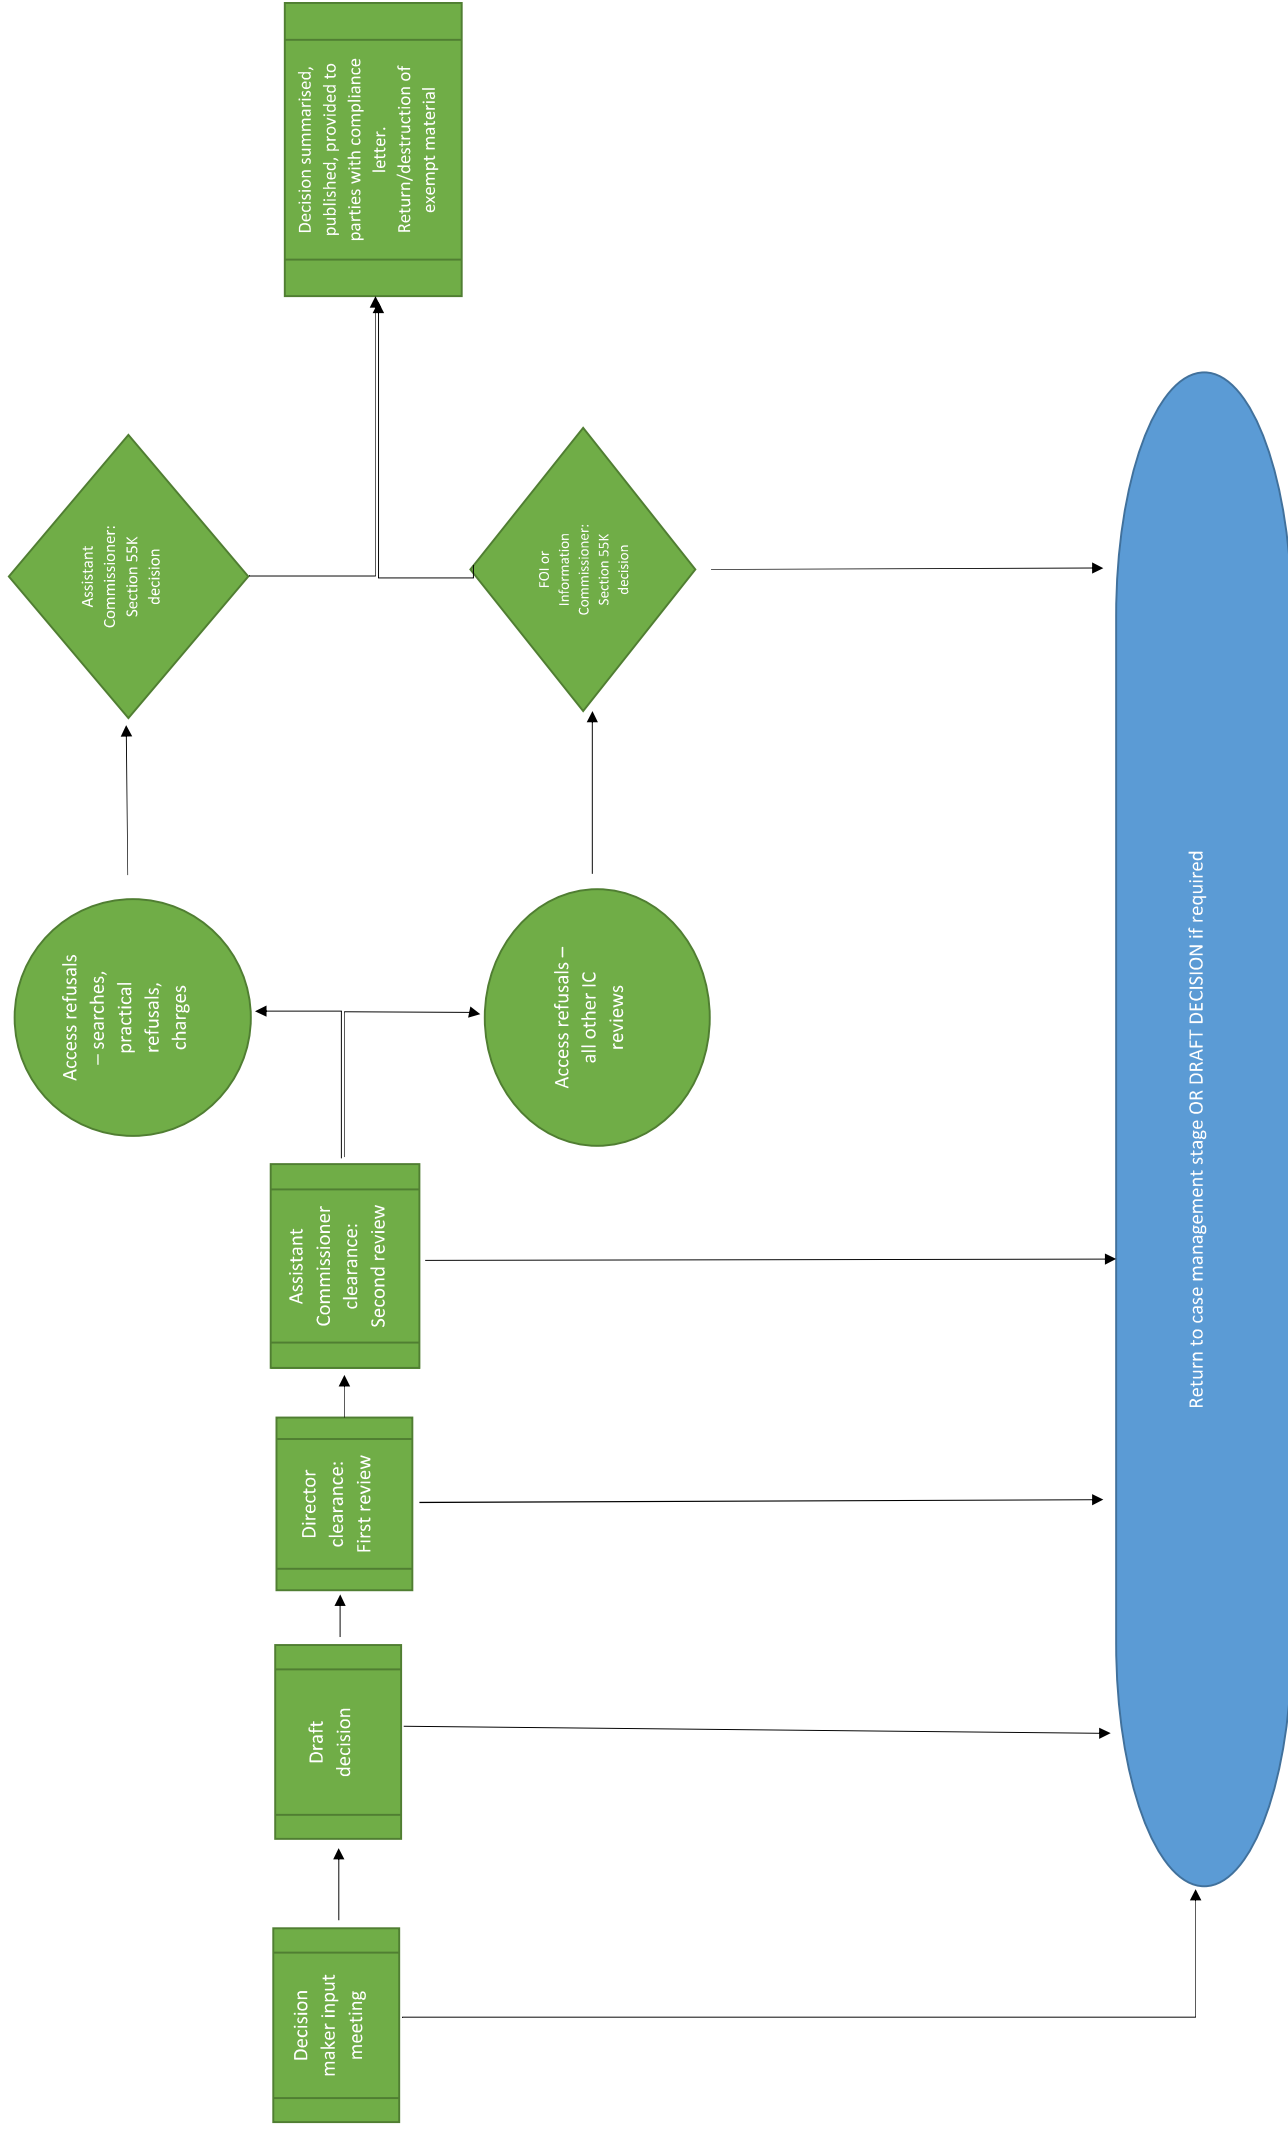 Decision
maker input
meeting
Draft
decision
Director
clearance:
First review
Assistant
Commissioner
clearance:
Second review
Access refusals
– searches,
practical
refusals,
charges
Access refusals –
all other IC
reviews
Assistant
Commissioner:
Section 55K
decision
FOI or
Information
Commissioner:
Section 55K
decision
Decision summarised,
published, provided to
parties with compliance
letter.
Return/destruction of
exempt material
Return to case management stage OR DRAFT DECISION if required